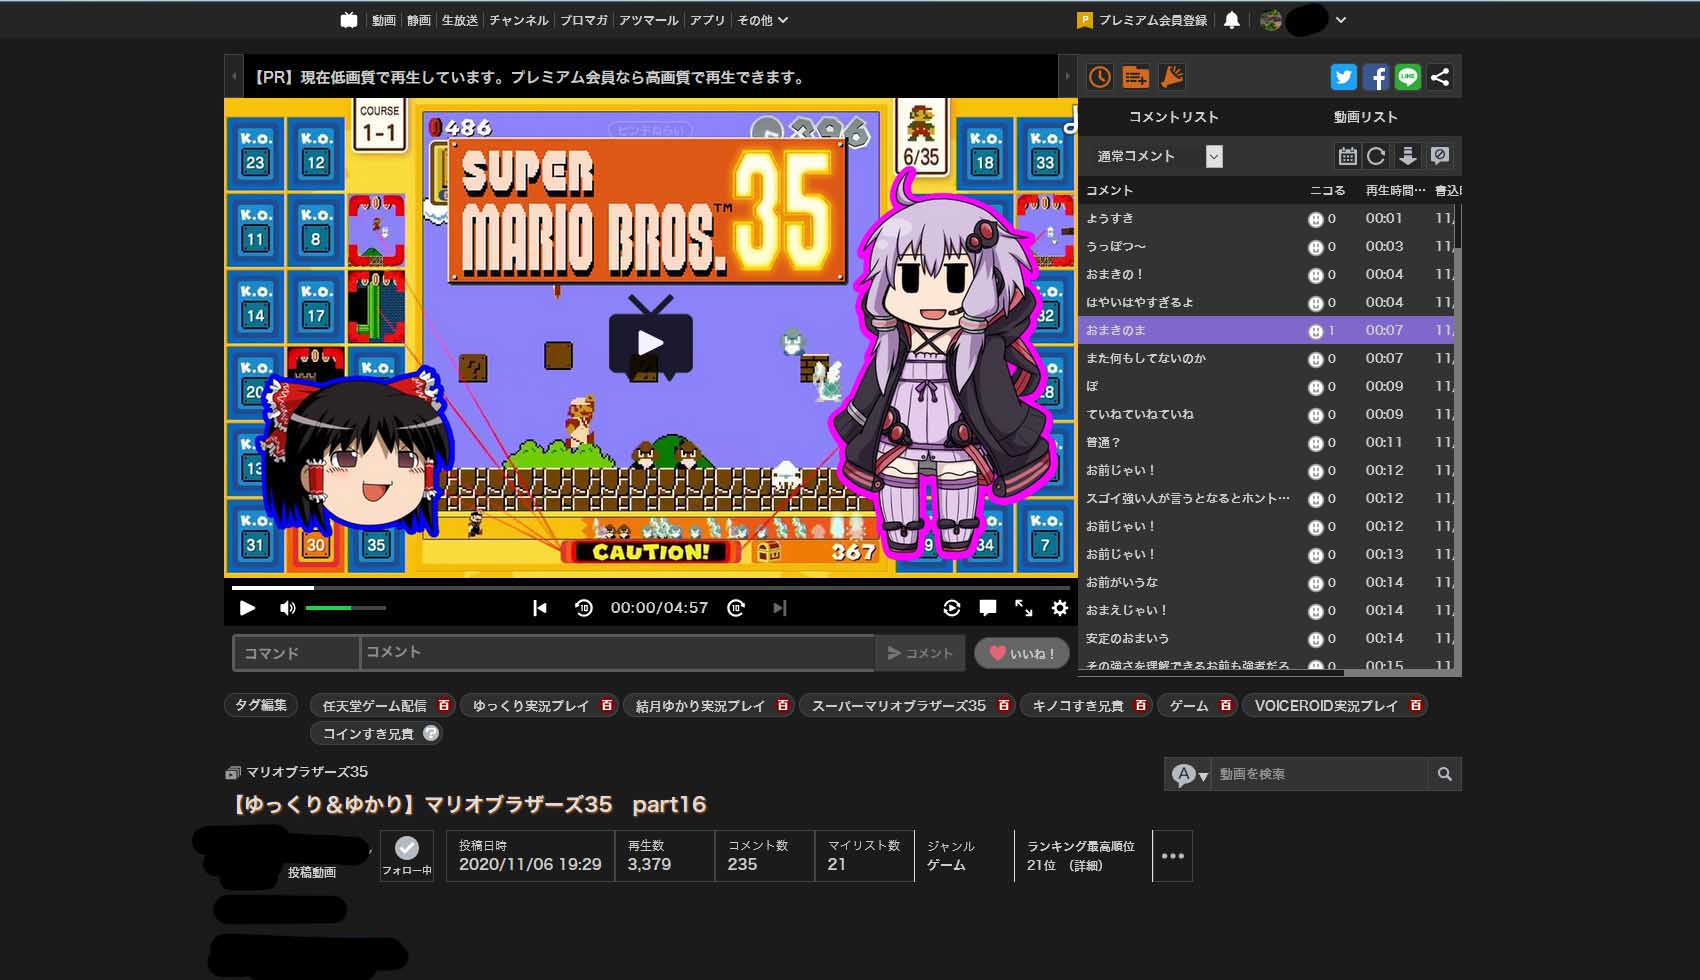 動画 静画 生放送 チャンネル ブロマガ アツマール アプリ その他
P プレミアム会員登録
【PR】現在低画質で再生しています。プレミアム会員なら高画質で再生できます。
コメントリスト 動画リスト
通常コメント
コメント ニコる 再生時間… 書込
ようすき 0 00:01 11/
うっぽつ～ 0 00:03 11/
おまきの！ 0 00:04 11/
はやいはやすぎるよ 0 00:04 11/
おまきのま 1 00:07 11/
また何もしてないのか 0 00:07 11/
ぽ 0 00:09 11/
ていねていねていね 0 00:09 11/
普通？ 0 00:11 11/
お前じゃい！ 0 00:12 11/
スゴイ強い人が言うとなるとホント… 0 00:12 11/
お前じゃい！ 0 00:12 11/
お前じゃい！ 0 00:13 11/
お前がいうな 0 00:14 11/
おまえじゃい！ 0 00:14 11/
安定のおまいう 0 00:14 11/
その強さを理解できるお前も強者だろ 0 00:15 11
COURSE
1-1
486
ピンチねらい
396
6/35
SUPER
MARIO BROS.™ 35
K.O. 23
K.O. 12
K.O. 18
K.O. 33
K.O. 11
K.O. 8
K.O. 14
K.O. 17
K.O. 32
K.O. 20
K.O.
K.O. 13
K.O. 31
30
K.O. 35
34
K.O. 7
CAUTION!
367
00:00/04:57
コマンド コメント コメント いいね！
タグ編集 任天堂ゲーム配信 百 ゆっくり実況プレイ 百 結月ゆかり実況プレイ 百 スーパーマリオブラザーズ35 百 キノコすき兄貴 百 ゲーム 百 VOICEROID実況プレイ 百
コインすき兄貴 ?
マリオブラザーズ35
A▼ 動画を検索
【ゆっくり＆ゆかり】マリオブラザーズ35 part16
投稿動画
フォロー中
投稿日時 再生数 コメント数 マイリスト数 ジャンル ランキング最高順位
2020/11/06 19:29 3,379 235 21 ゲーム 21位 （詳細）